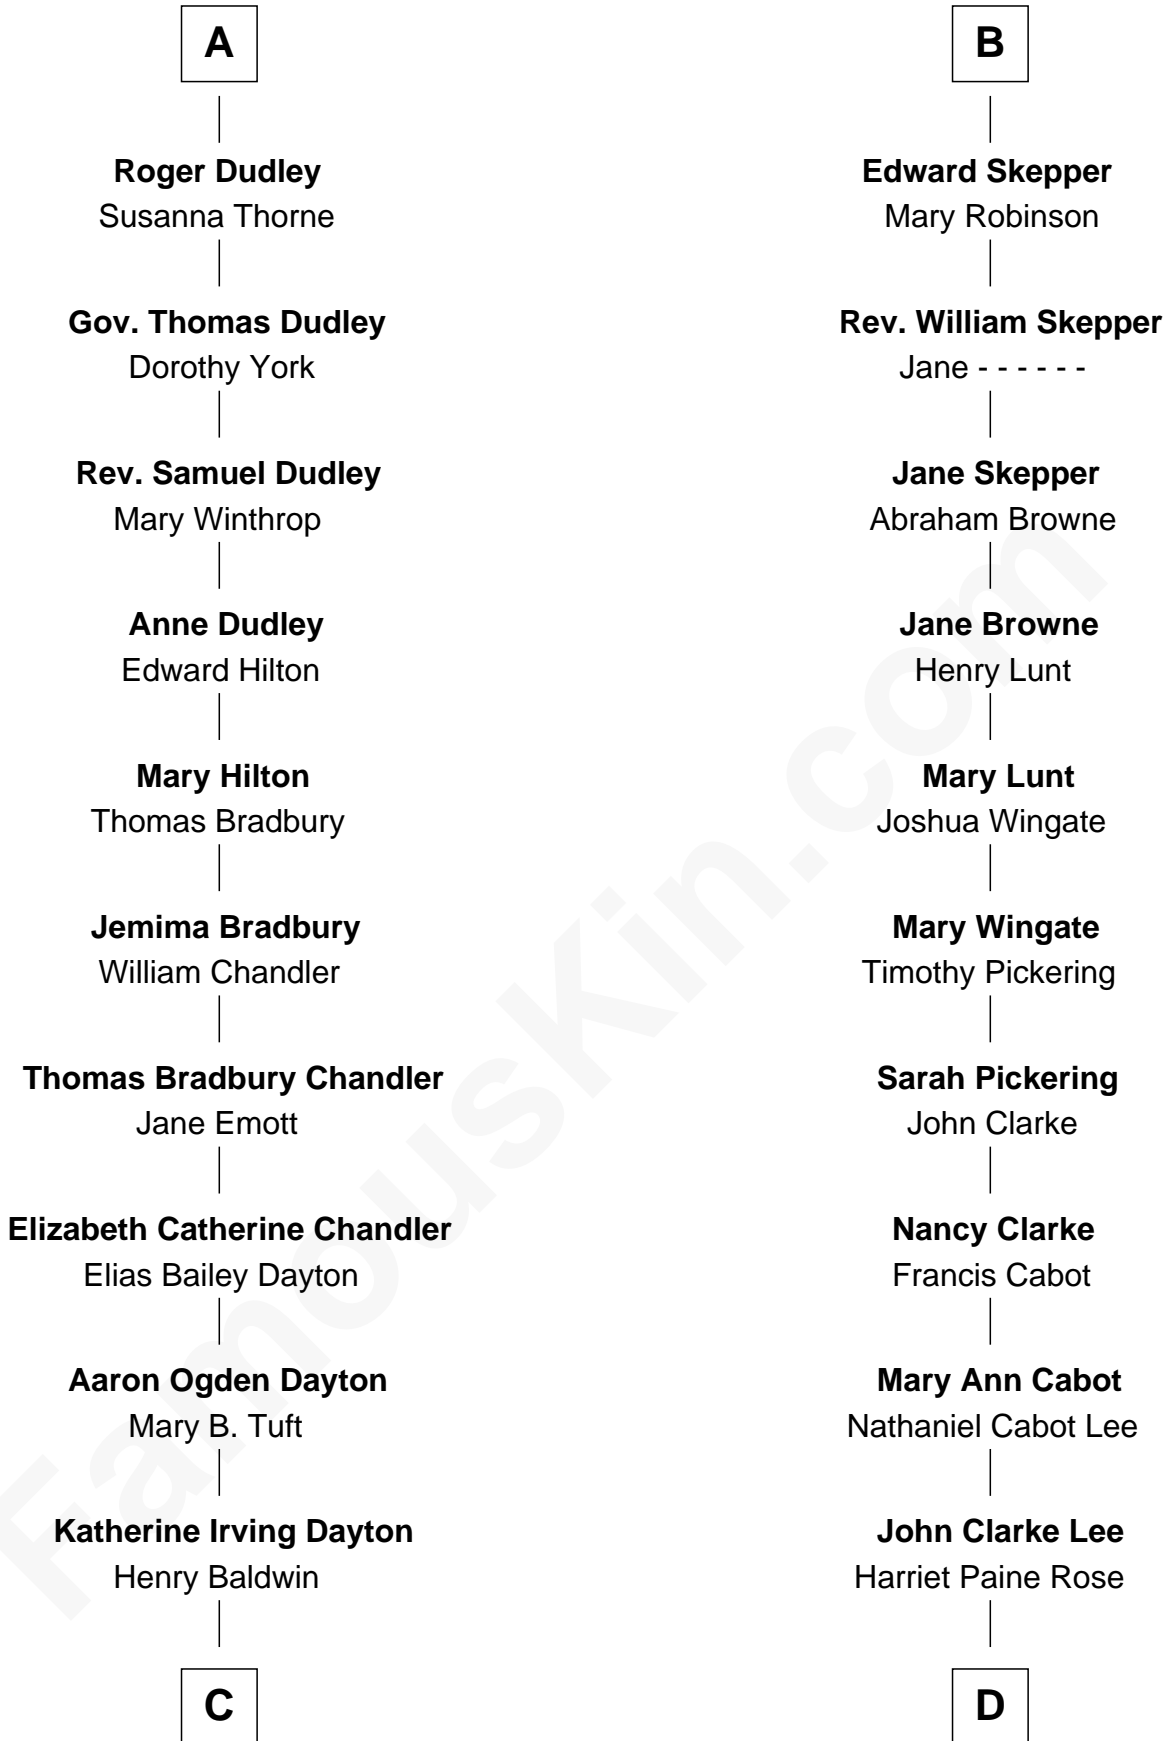 A
Roger Dudley
Susanna Thorne
Gov. Thomas Dudley
Dorothy York
Rev. Samuel Dudley
Mary Winthrop
Anne Dudley
Edward Hilton
Mary Hilton
Thomas Bradbury
Jemima Bradbury
William Chandler
Thomas Bradbury Chandler
Jane Emott
Elizabeth Catherine Chandler
Elias Bailey Dayton
Aaron Ogden Dayton
Mary B. Tuft
Katherine Irving Dayton
Henry Baldwin
C
B
Edward Skepper
Mary Robinson
Rev. William Skepper
Jane - - - - - -
Jane Skepper
Abraham Browne
Jane Browne
Henry Lunt
Mary Lunt
Joshua Wingate
Mary Wingate
Timothy Pickering
Sarah Pickering
John Clarke
Nancy Clarke
Francis Cabot
Mary Ann Cabot
Nathaniel Cabot Lee
John Clarke Lee
Harriet Paine Rose
D
FamousKin.com